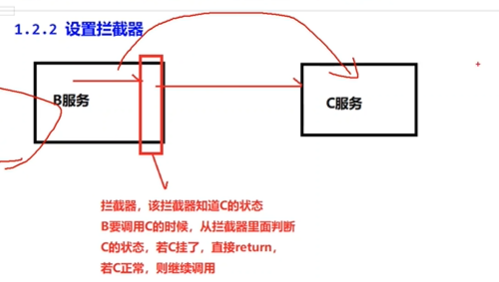 1.2.2 设置拦截器
B服务
C服务
拦截器，该拦截器知道C的状态
B要调用C的时候，从拦截器里面判断
C的状态，若C挂了，直接return，
若C正常，则继续调用